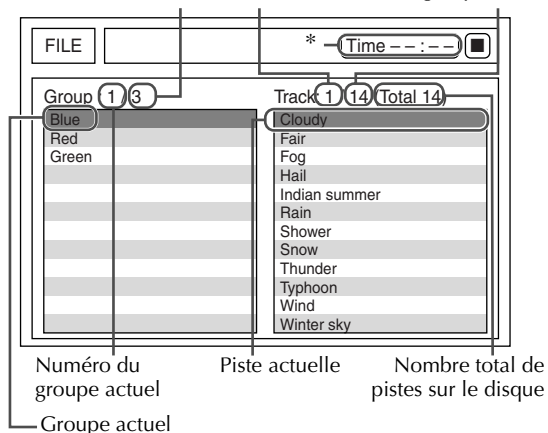 FILE
* Time – – : – –
Group : 1 / 3
Track: 1 / 14 (Total 14)
Blue
Red
Green
Cloudy
Fair
Fog
Hail
Indian summer
Rain
Shower
Snow
Thunder
Typhoon
Wind
Winter sky
Numéro du
groupe actuel
Piste actuelle
Nombre total de
pistes sur le disque
Groupe actuel